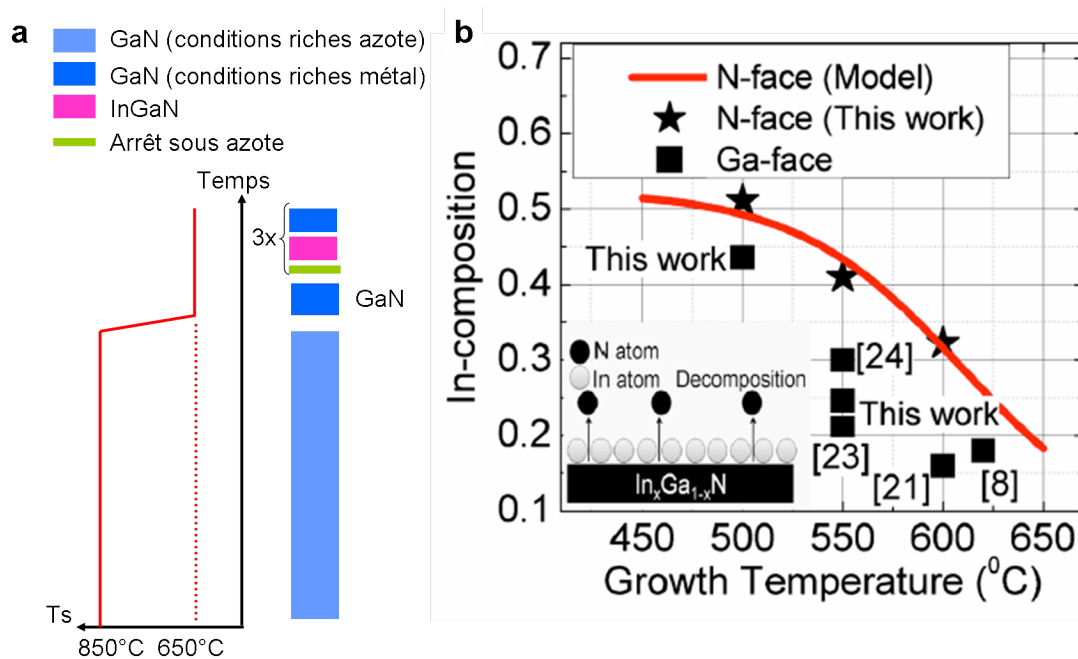 a
GaN (conditions riches azote)
GaN (conditions riches métal)
InGaN
Arrêt sous azote
Temps
3x
GaN
Ts
850°C 650°C
b
In-composition
0.7
0.6
0.5
0.4
0.3
0.2
0.1
N-face (Model)
N-face (This work)
Ga-face
This work
[24]
This work
[23]
[21]
[8]
N atom
In atom Decomposition
InₓGa₁₋ₓN
450 500 550 600 650
Growth Temperature (⁰C)